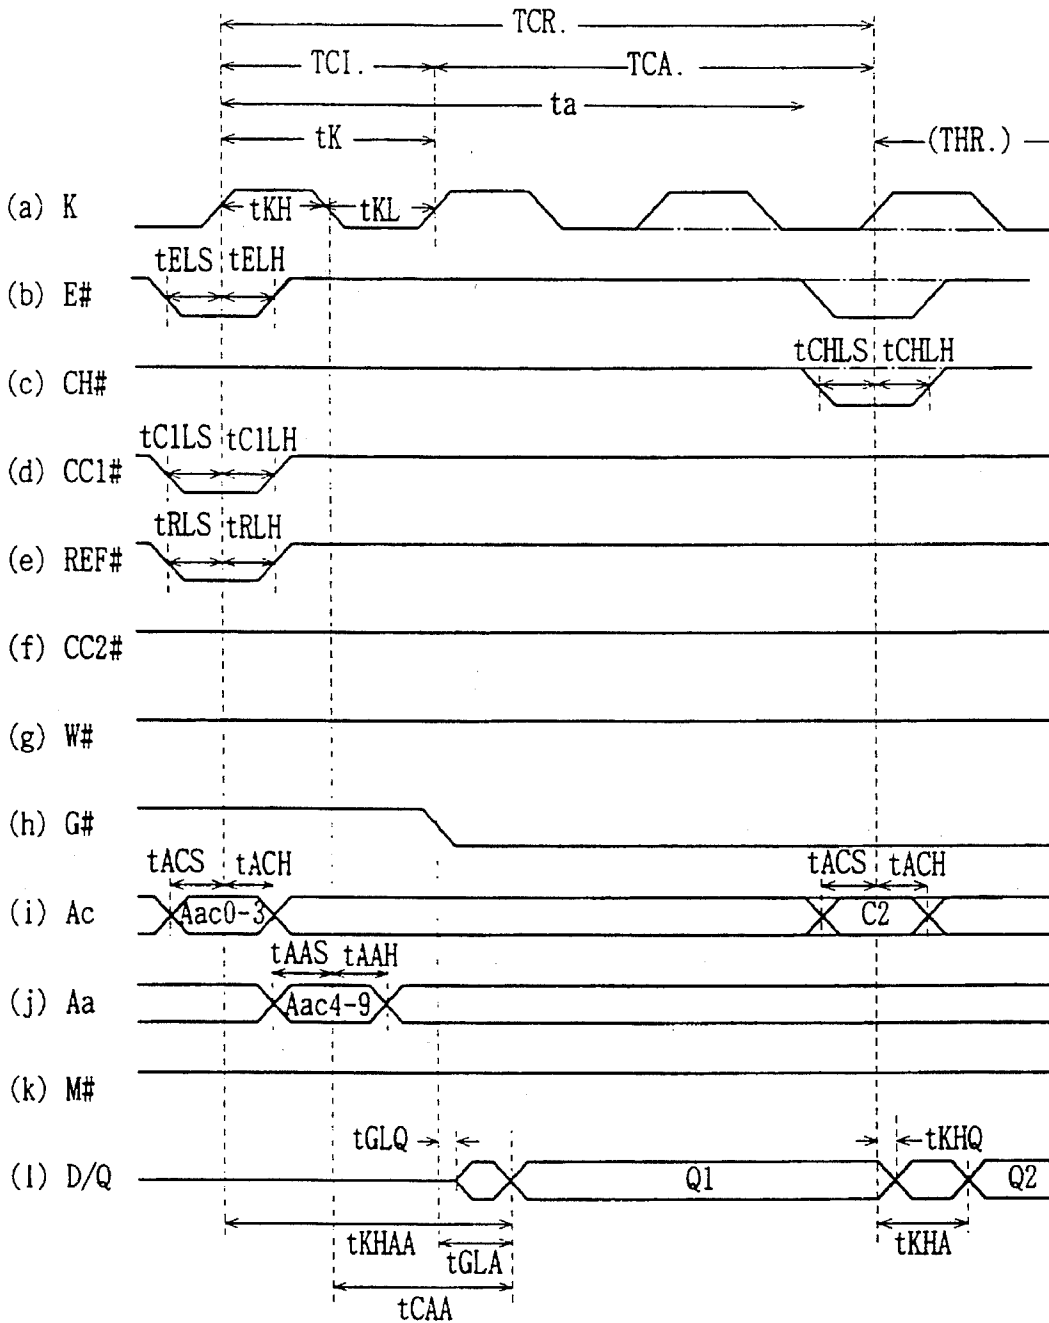 TCR.
TCI. TCA.
ta
tK (THR.)
(a) K tKH tKL
tELS tELH
(b) E#
tCHLS tCHLH
(c) CH#
tC1LS tC1LH
(d) CC1#
tRLS tRLH
(e) REF#
(f) CC2#
(g) W#
(h) G#
tACS tACH tACS tACH
(i) Ac Aac0-3 C2
tAAS tAAH
(j) Aa Aac4-9
(k) M#
tGLQ tKHQ
(l) D/Q Q1 Q2
tKHAA tGLA tKHA
tCAA